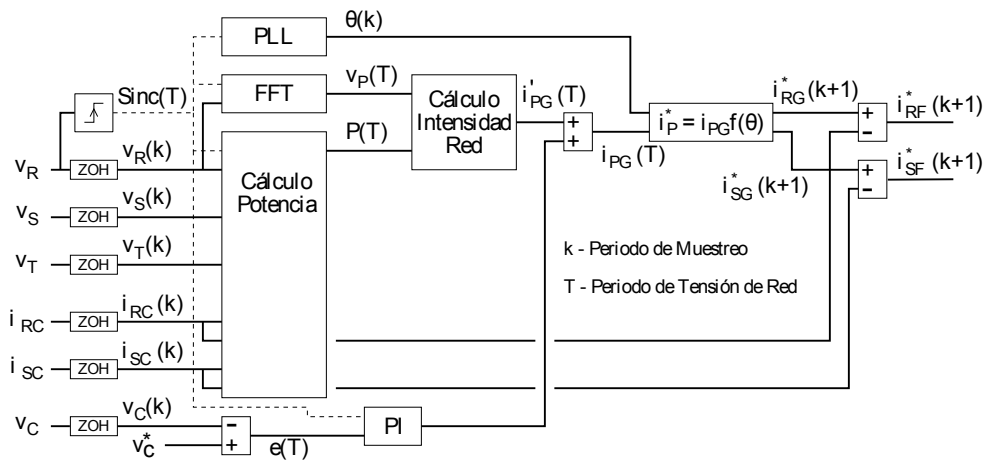 θ(k)
PLL
Sinc(T)
FFT
v_P(T)
Cálculo
Intensidad
Red
i'_PG (T)
+
+
i_PG (T)
i*_P = i_PG f(θ)
i*_RG (k+1)
+
-
i*_RF (k+1)
i*_SG (k+1)
+
-
i*_SF (k+1)
P(T)
v_R
ZOH
v_R(k)
Cálculo
Potencia
v_S
ZOH
v_S(k)
v_T
ZOH
v_T(k)
k - Periodo de Muestreo
T - Periodo de Tensión de Red
i_RC
ZOH
i_RC (k)
i_SC
ZOH
i_SC (k)
v_C
ZOH
v_C(k)
v*_C
-
+
e(T)
PI